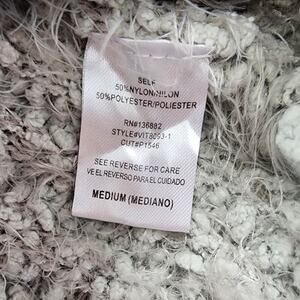 SELF
50%NYLON/NILON
50%POLYESTER/POLIESTER
RN#136882
STYLE#VIT8093-1
CUT#P1546
SEE REVERSE FOR CARE
VE EL REVERSO PARA EL CUIDADO
MEDIUM (MEDIANO)